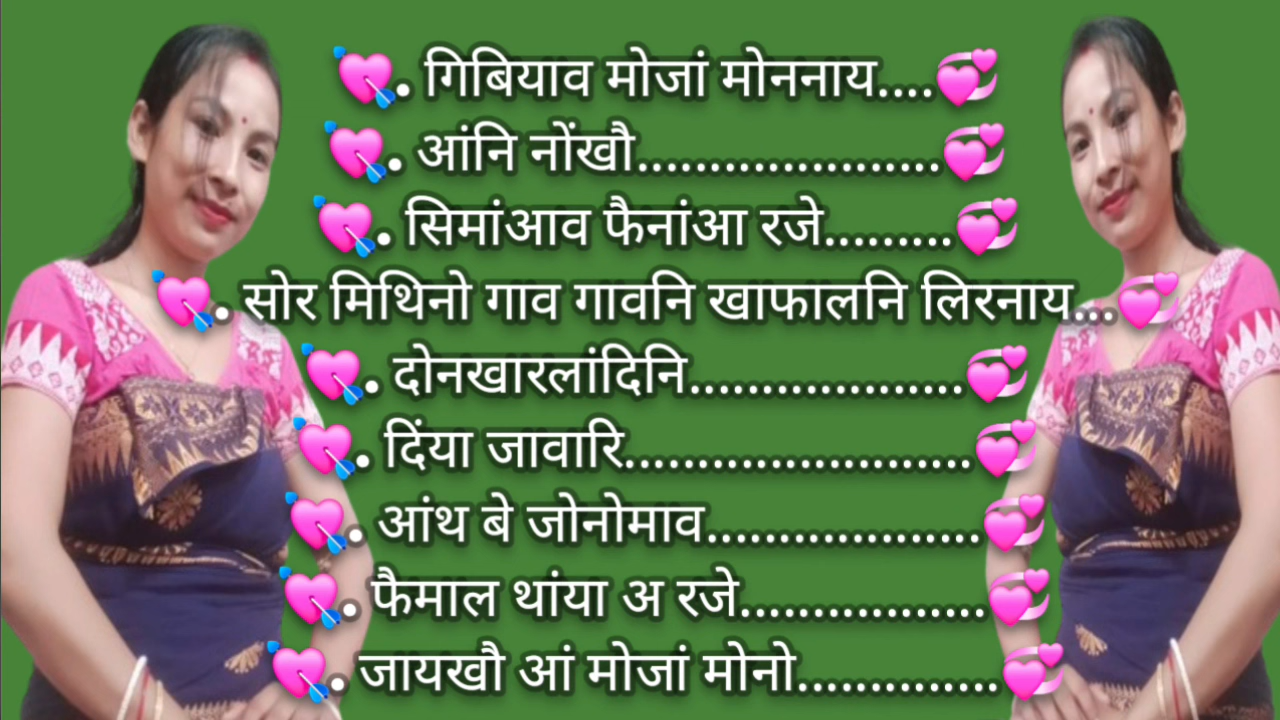 💘. गिबियाव मोजां मोननाय....💞
💘. आंनि नोंखौ.....................💞
💘. सिमांआव फैनांआ रजे.........💞
💘. सोर मिथिनो गाव गावनि खाफालनि लिरनाय...💞
💘. दोनखारलांदिनि...................💞
💘. दिंया जावारि........................💞
💘. आंथ बे जोनोमाव...................💞
💘. फैमाल थांया अ रजे.................💞
💘. जायखौ आं मोजां मोनो..............💞